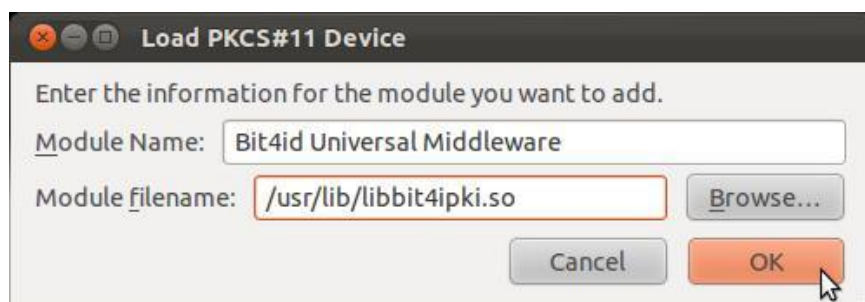 Load PKCS#11 Device
Enter the information for the module you want to add.
Module Name: Bit4id Universal Middleware
Module filename: /usr/lib/libbit4ipki.so Browse...
Cancel OK